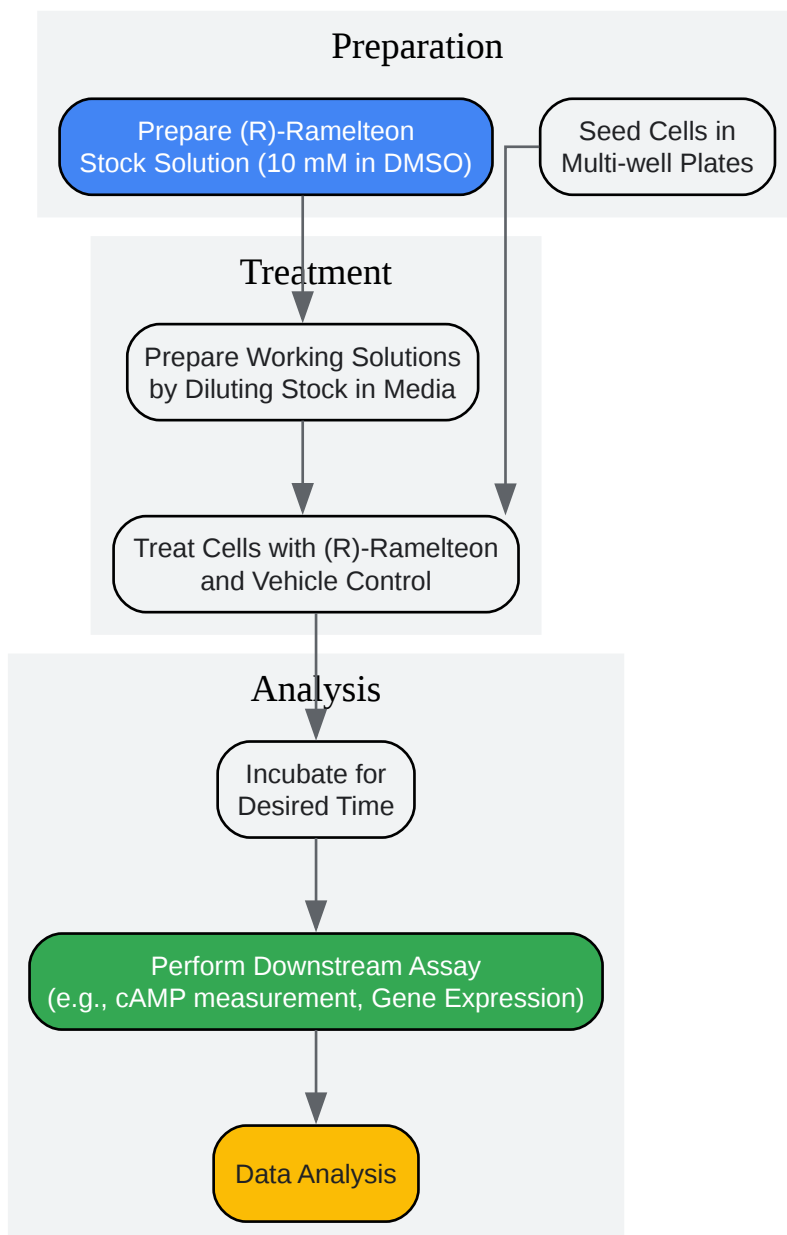 Preparation
Prepare (R)-Ramelteon
Stock Solution (10 mM in DMSO)
Seed Cells in
Multi-well Plates
Treatment
Prepare Working Solutions
by Diluting Stock in Media
Treat Cells with (R)-Ramelteon
and Vehicle Control
Analysis
Incubate for
Desired Time
Perform Downstream Assay
(e.g., cAMP measurement, Gene Expression)
Data Analysis